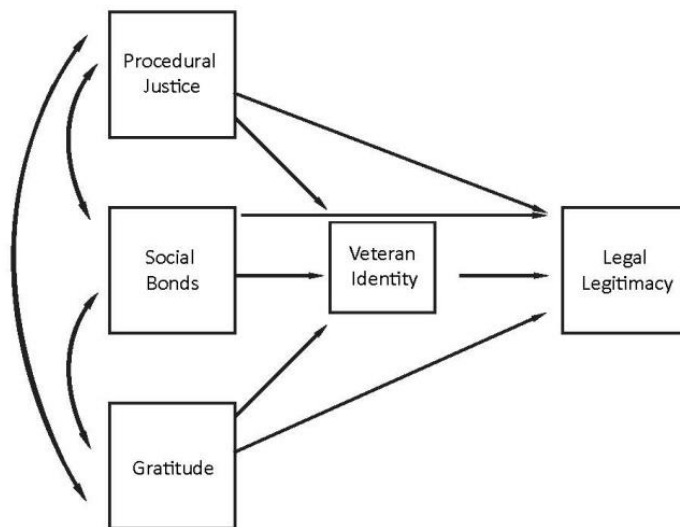 Procedural
Justice
Social
Bonds
Veteran
Identity
Legal
Legitimacy
Gratitude